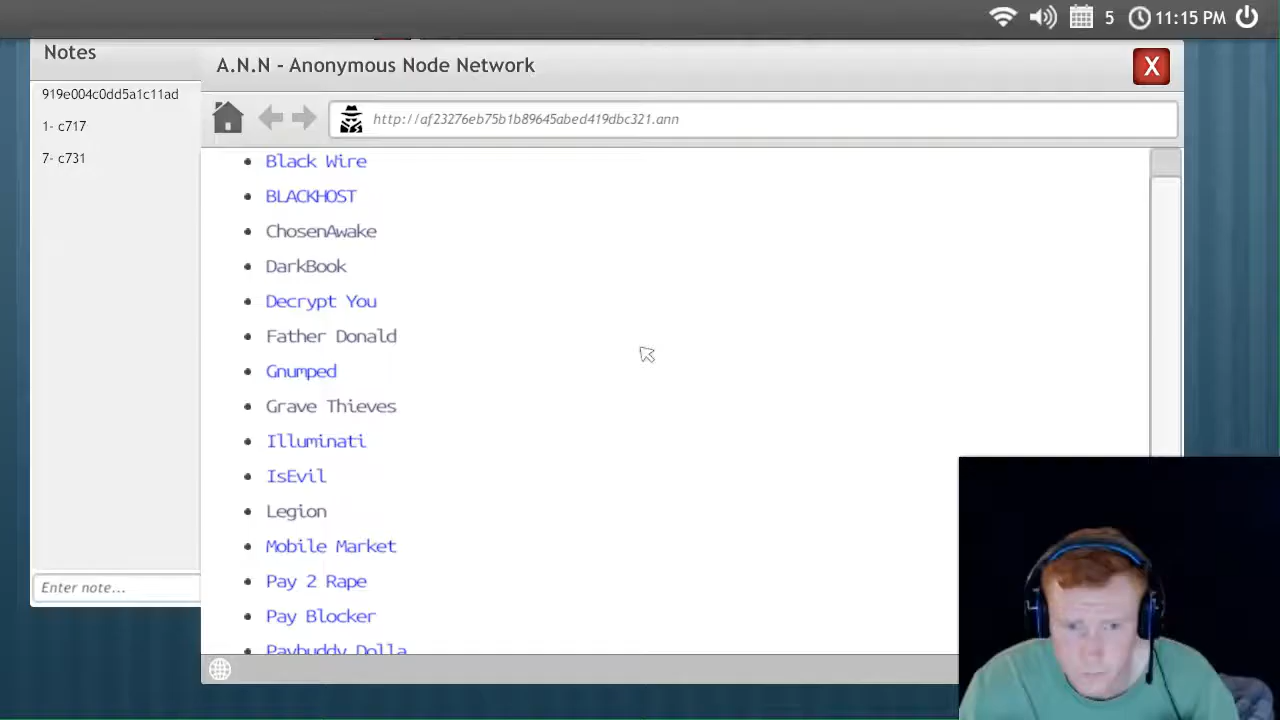 5 11:15 PM
Notes
919e004c0dd5a1c11ad
1- c717
7- c731
Enter note...
A.N.N - Anonymous Node Network
X
http://af23276eb75b1b89645abed419dbc321.ann
Black Wire
BLACKHOST
ChosenAwake
DarkBook
Decrypt You
Father Donald
Gnumped
Grave Thieves
Illuminati
IsEvil
Legion
Mobile Market
Pay 2 Rape
Pay Blocker
Paybuddy Dolla